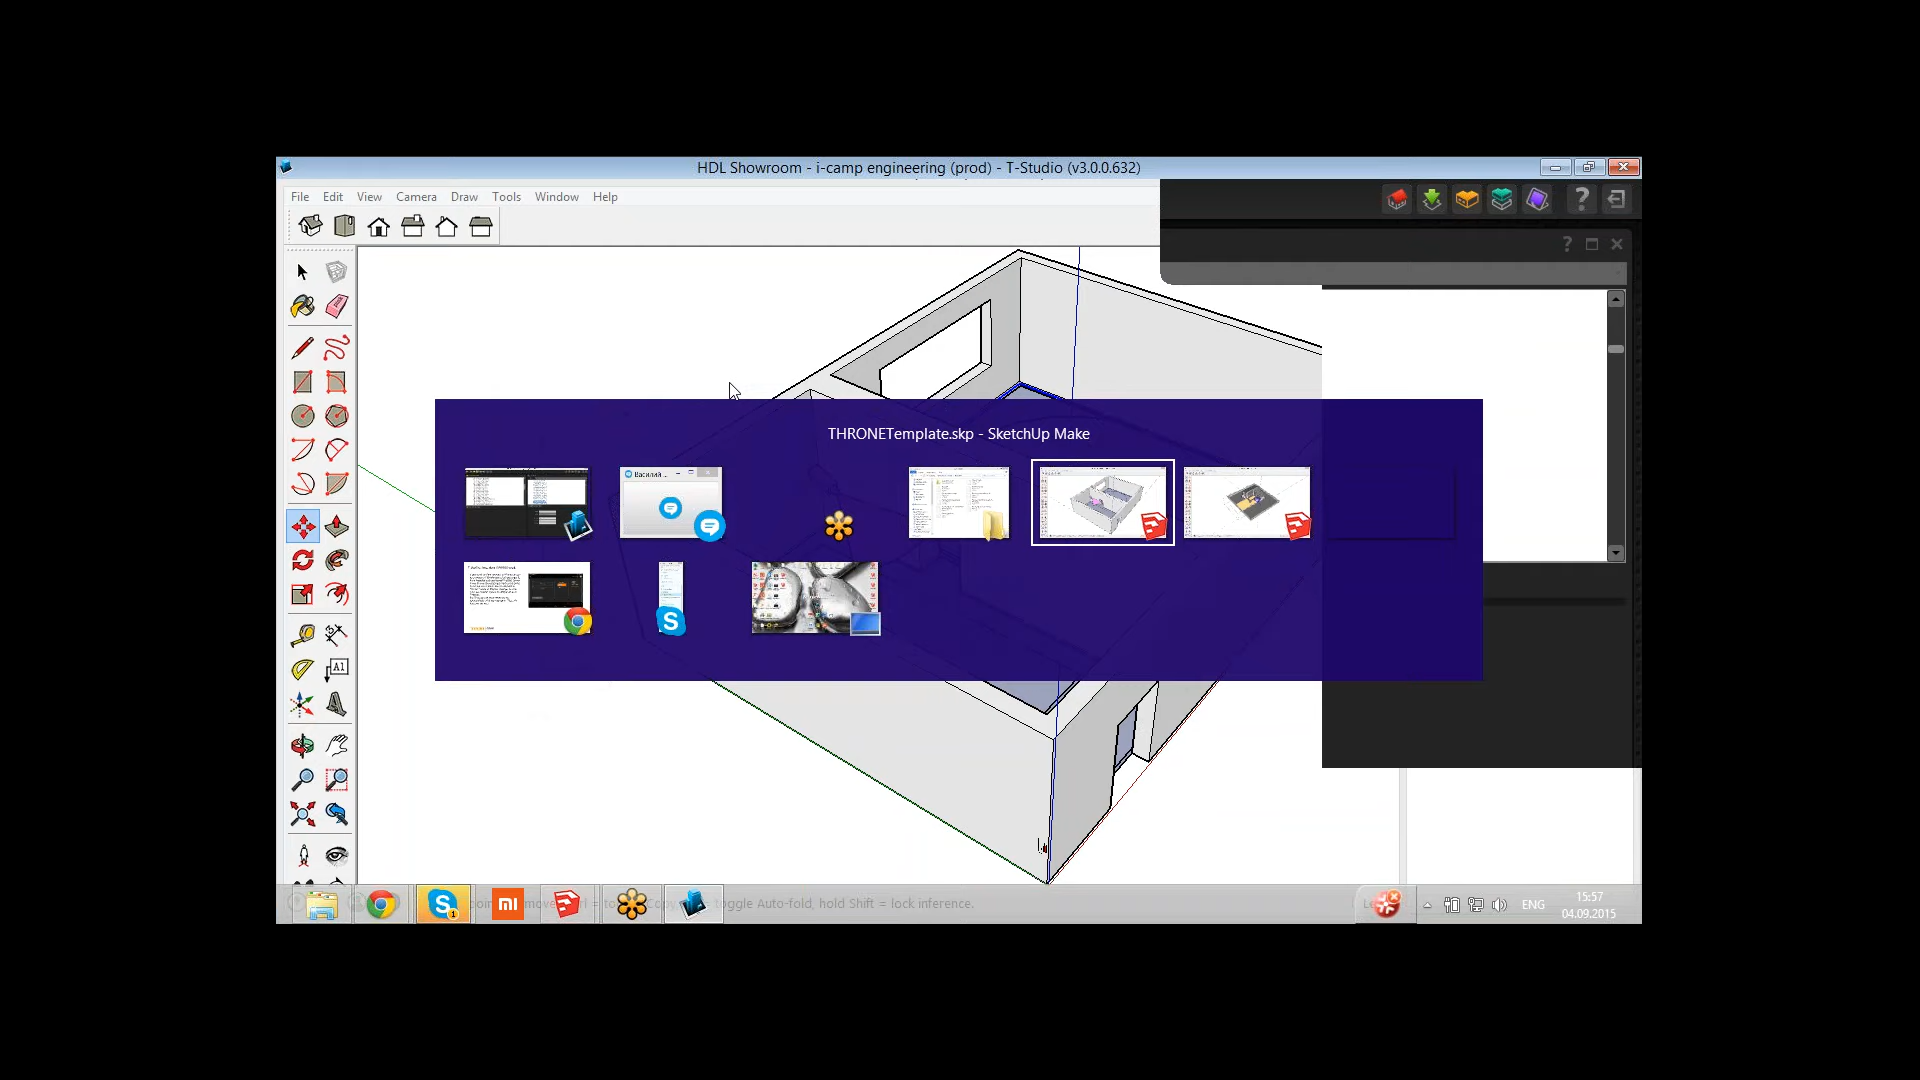 HDL Showroom - i-camp engineering (prod) - T-Studio (v3.0.0.632)
File Edit View Camera Draw Tools Window Help
THRONETemplate.skp - SketchUp Make
Василий ...
A1
toggle Auto-fold, hold Shift = lock inference.
ENG
15:57
04.09.2015